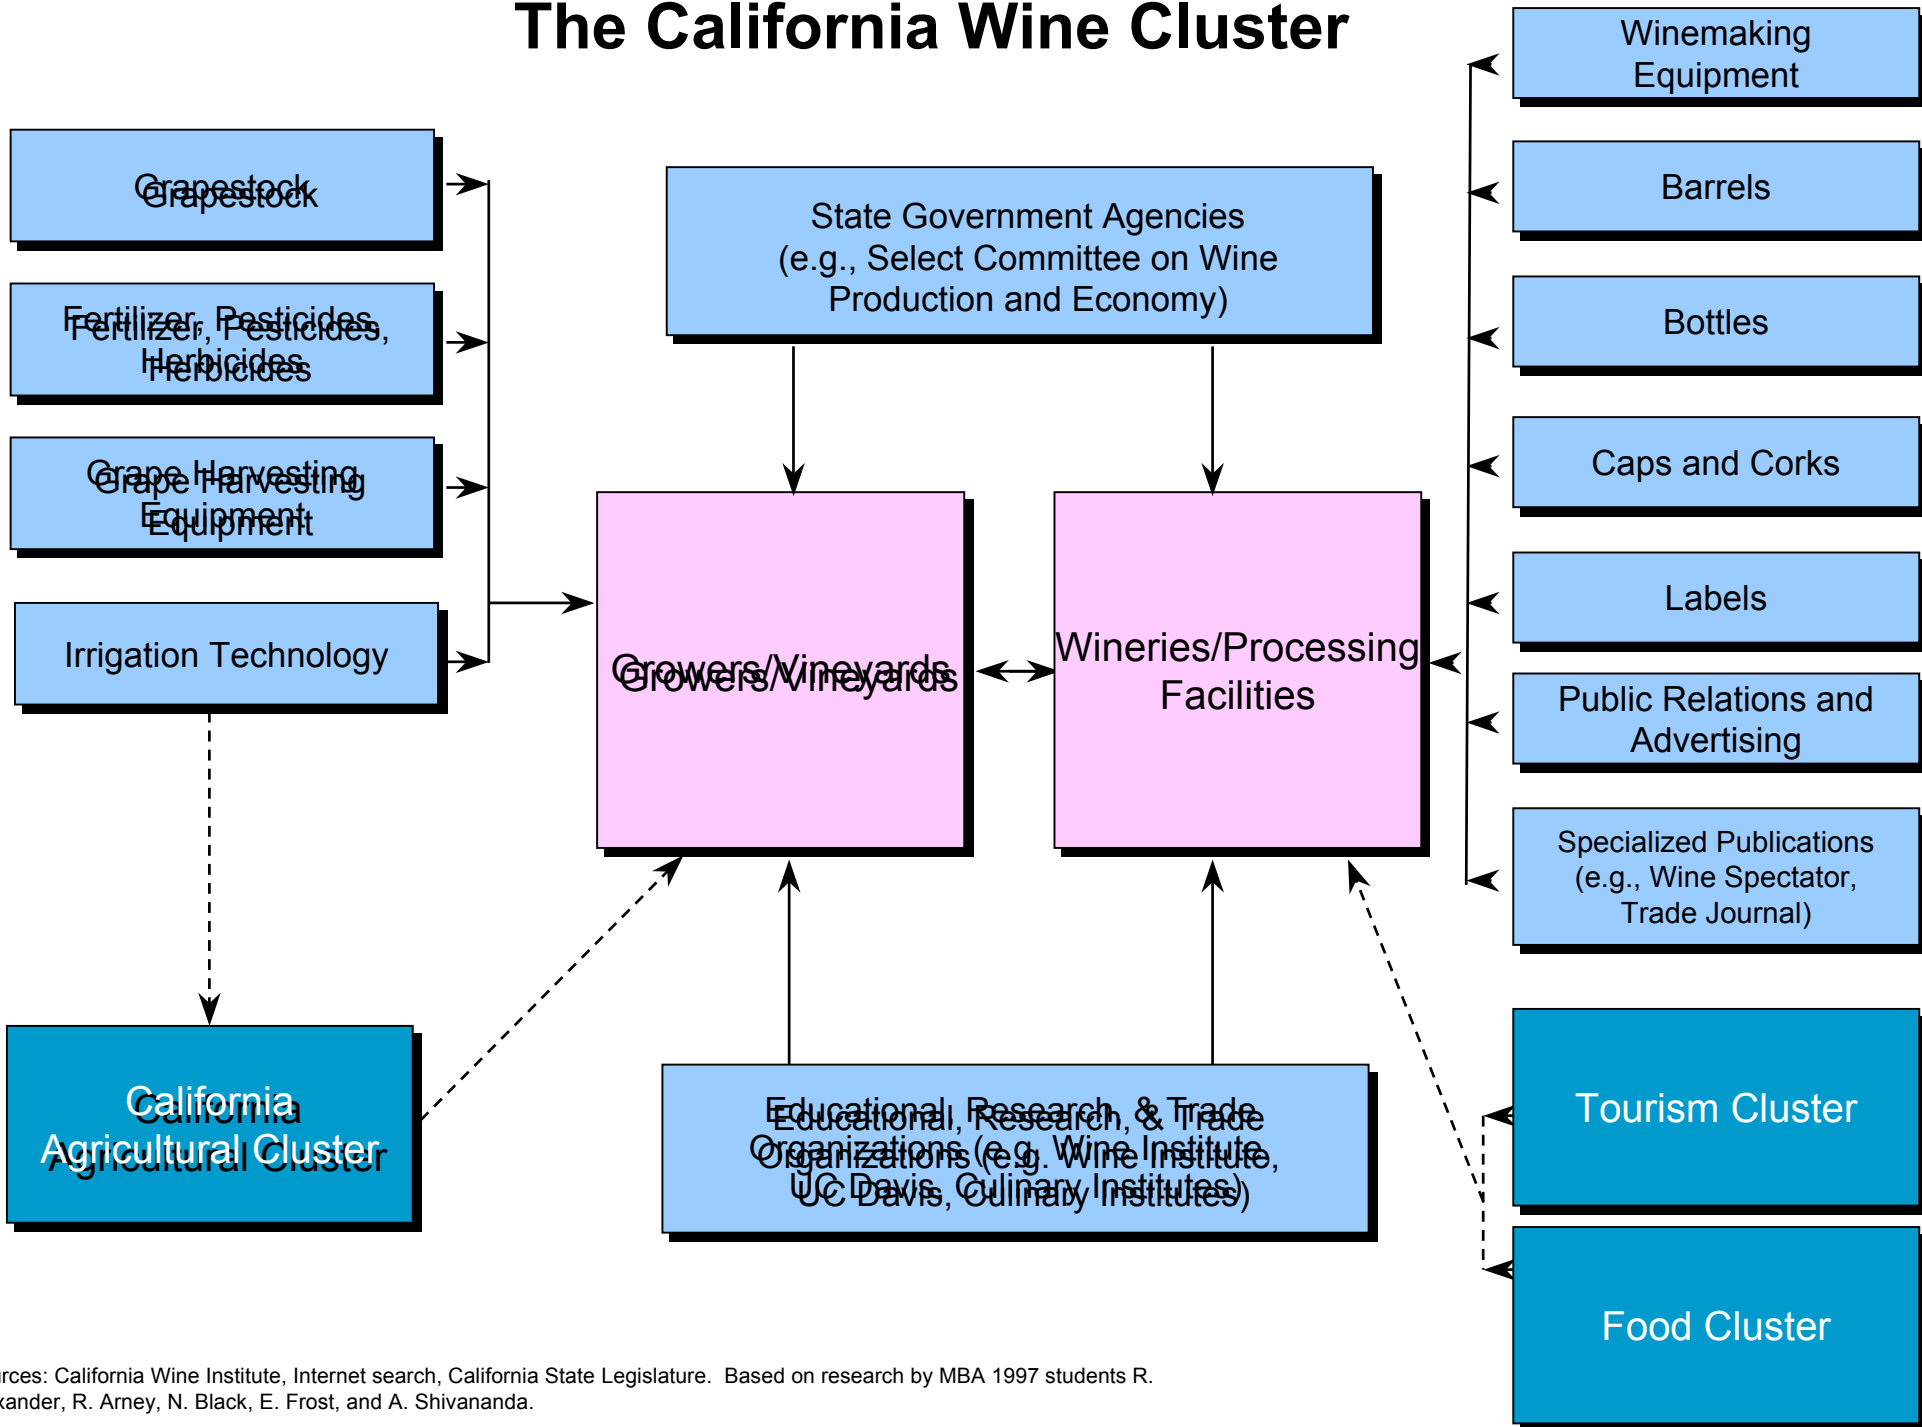 The California Wine Cluster
Winemaking
Equipment
Grapestock
Barrels
State Government Agencies
(e.g., Select Committee on Wine
Production and Economy)
Fertilizer, Pesticides,
Herbicides
Bottles
Grape Harvesting
Equipment
Caps and Corks
Irrigation Technology
Labels
Growers/Vineyards
Wineries/Processing
Facilities
Public Relations and
Advertising
Specialized Publications
(e.g., Wine Spectator,
Trade Journal)
California
Agricultural Cluster
Educational, Research, & Trade
Organizations (e.g. Wine Institute,
UC Davis, Culinary Institutes)
Tourism Cluster
Food Cluster
rces: California Wine Institute, Internet search, California State Legislature.  Based on research by MBA 1997 students R.
xander, R. Arney, N. Black, E. Frost, and A. Shivananda.